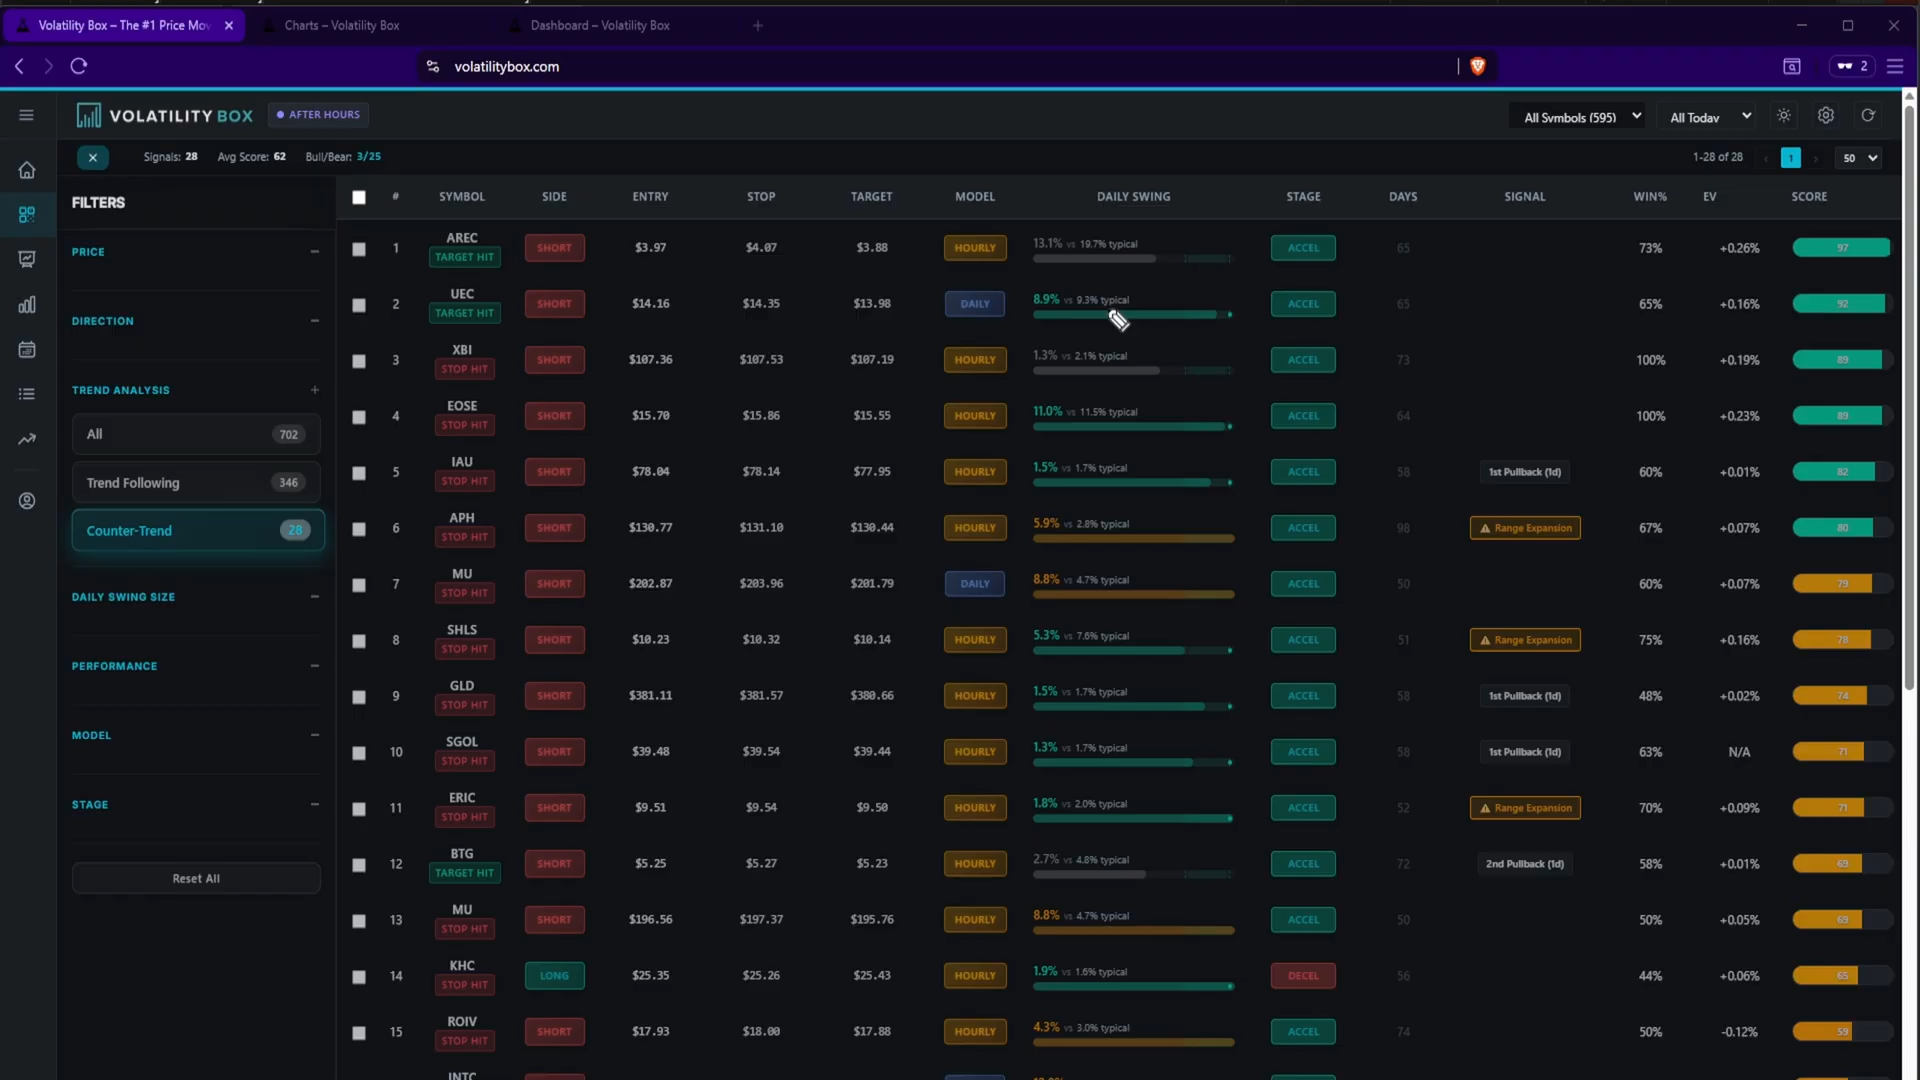 Volatility Box – The #1 Price Mov
Charts – Volatility Box
Dashboard – Volatility Box
volatilitybox.com
2
VOLATILITY BOX
AFTER HOURS
All Symbols (595)
All Today
Signals: 28 Avg Score: 62 Bull/Bear: 3/25
1-28 of 28
1
50
FILTERS
PRICE
DIRECTION
TREND ANALYSIS
All 702
Trend Following 346
Counter-Trend 28
DAILY SWING SIZE
PERFORMANCE
MODEL
STAGE
Reset All
# SYMBOL SIDE ENTRY STOP TARGET MODEL DAILY SWING STAGE DAYS SIGNAL WIN% EV SCORE
1 AREC TARGET HIT SHORT $3.97 $4.07 $3.88 HOURLY 13.1% vs 19.7% typical ACCEL 65 73% +0.26% 97
2 UEC TARGET HIT SHORT $14.16 $14.35 $13.98 DAILY 8.9% vs 9.3% typical ACCEL 65 65% +0.16% 92
3 XBI STOP HIT SHORT $107.36 $107.53 $107.19 HOURLY 1.3% vs 2.1% typical ACCEL 73 100% +0.19% 89
4 EOSE STOP HIT SHORT $15.70 $15.86 $15.55 HOURLY 11.0% vs 11.5% typical ACCEL 64 100% +0.23% 89
5 IAU STOP HIT SHORT $78.04 $78.14 $77.95 HOURLY 1.5% vs 1.7% typical ACCEL 58 1st Pullback (1d) 60% +0.01% 82
6 APH STOP HIT SHORT $130.77 $131.10 $130.44 HOURLY 5.9% vs 2.8% typical ACCEL 98 Range Expansion 67% +0.07% 80
7 MU STOP HIT SHORT $202.87 $203.96 $201.79 DAILY 8.8% vs 4.7% typical ACCEL 50 60% +0.07% 79
8 SHLS STOP HIT SHORT $10.23 $10.32 $10.14 HOURLY 5.3% vs 7.6% typical ACCEL 51 Range Expansion 75% +0.16% 78
9 GLD STOP HIT SHORT $381.11 $381.57 $380.66 HOURLY 1.5% vs 1.7% typical ACCEL 58 1st Pullback (1d) 48% +0.02% 74
10 SGOL STOP HIT SHORT $39.48 $39.54 $39.44 HOURLY 1.3% vs 1.7% typical ACCEL 58 1st Pullback (1d) 63% N/A 71
11 ERIC STOP HIT SHORT $9.51 $9.54 $9.50 HOURLY 1.8% vs 2.0% typical ACCEL 52 Range Expansion 70% +0.09% 71
12 BTG TARGET HIT SHORT $5.25 $5.27 $5.23 HOURLY 2.7% vs 4.8% typical ACCEL 72 2nd Pullback (1d) 58% +0.01% 69
13 MU STOP HIT SHORT $196.56 $197.37 $195.76 HOURLY 8.8% vs 4.7% typical ACCEL 50 50% +0.05% 69
14 KHC STOP HIT LONG $25.35 $25.26 $25.43 HOURLY 1.9% vs 1.6% typical DECEL 56 44% +0.06% 65
15 ROIV STOP HIT SHORT $17.93 $18.00 $17.88 HOURLY 4.3% vs 3.0% typical ACCEL 74 50% -0.12% 59